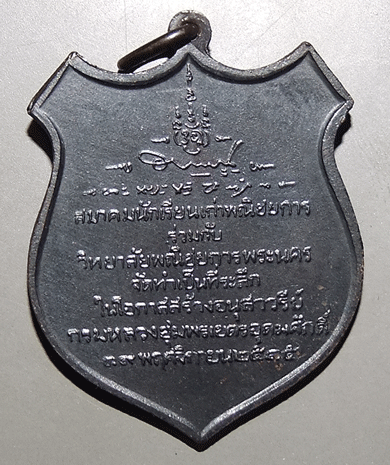 สมาคมนักเรียนเก่าพณิชยการ
ร่วมกับ
วิทยาลัยพณิชยการพระนคร
จัดทำเป็นที่ระลึก
ในโอกาสสร้างอนุสาวรีย์
กรมหลวงชุมพรเขตรอุดมศักดิ์
๓๑ พฤศจิกายน๒๕๑๕